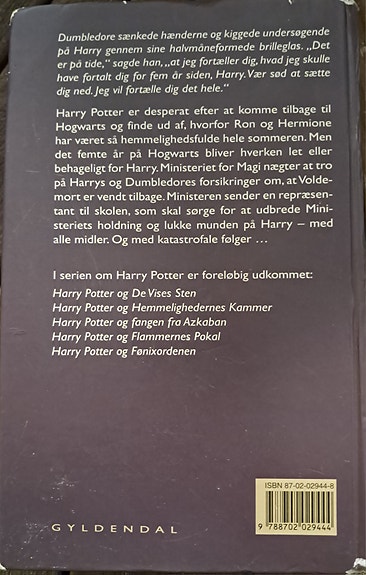 Dumbledore sænkede hænderne og kiggede undersøgende
på Harry gennem sine halvmåneformede brilleglas. „Det
er på tide,“ sagde han, „at jeg fortæller dig, hvad jeg skulle
have fortalt dig for fem år siden, Harry. Vær sød at sætte
dig ned. Jeg vil fortælle dig det hele.“
Harry Potter er desperat efter at komme tilbage til
Hogwarts og finde ud af, hvorfor Ron og Hermione
har været så hemmelighedsfulde hele sommeren. Men
det femte år på Hogwarts bliver hverken let eller
behageligt for Harry. Ministeriet for Magi nægter at tro
på Harrys og Dumbledores forsikringer om, at Volde-
mort er vendt tilbage. Ministeren sender en repræsen-
tant til skolen, som skal sørge for at udbrede Mini-
steriets holdning og lukke munden på Harry – med
alle midler. Og med katastrofale følger ...
I serien om Harry Potter er foreløbig udkommet:
Harry Potter og De Vises Sten
Harry Potter og Hemmelighedernes Kammer
Harry Potter og fangen fra Azkaban
Harry Potter og Flammernes Pokal
Harry Potter og Fønixordenen
ISBN 87-02-02944-8
9 788702 029444
GYLDENDAL